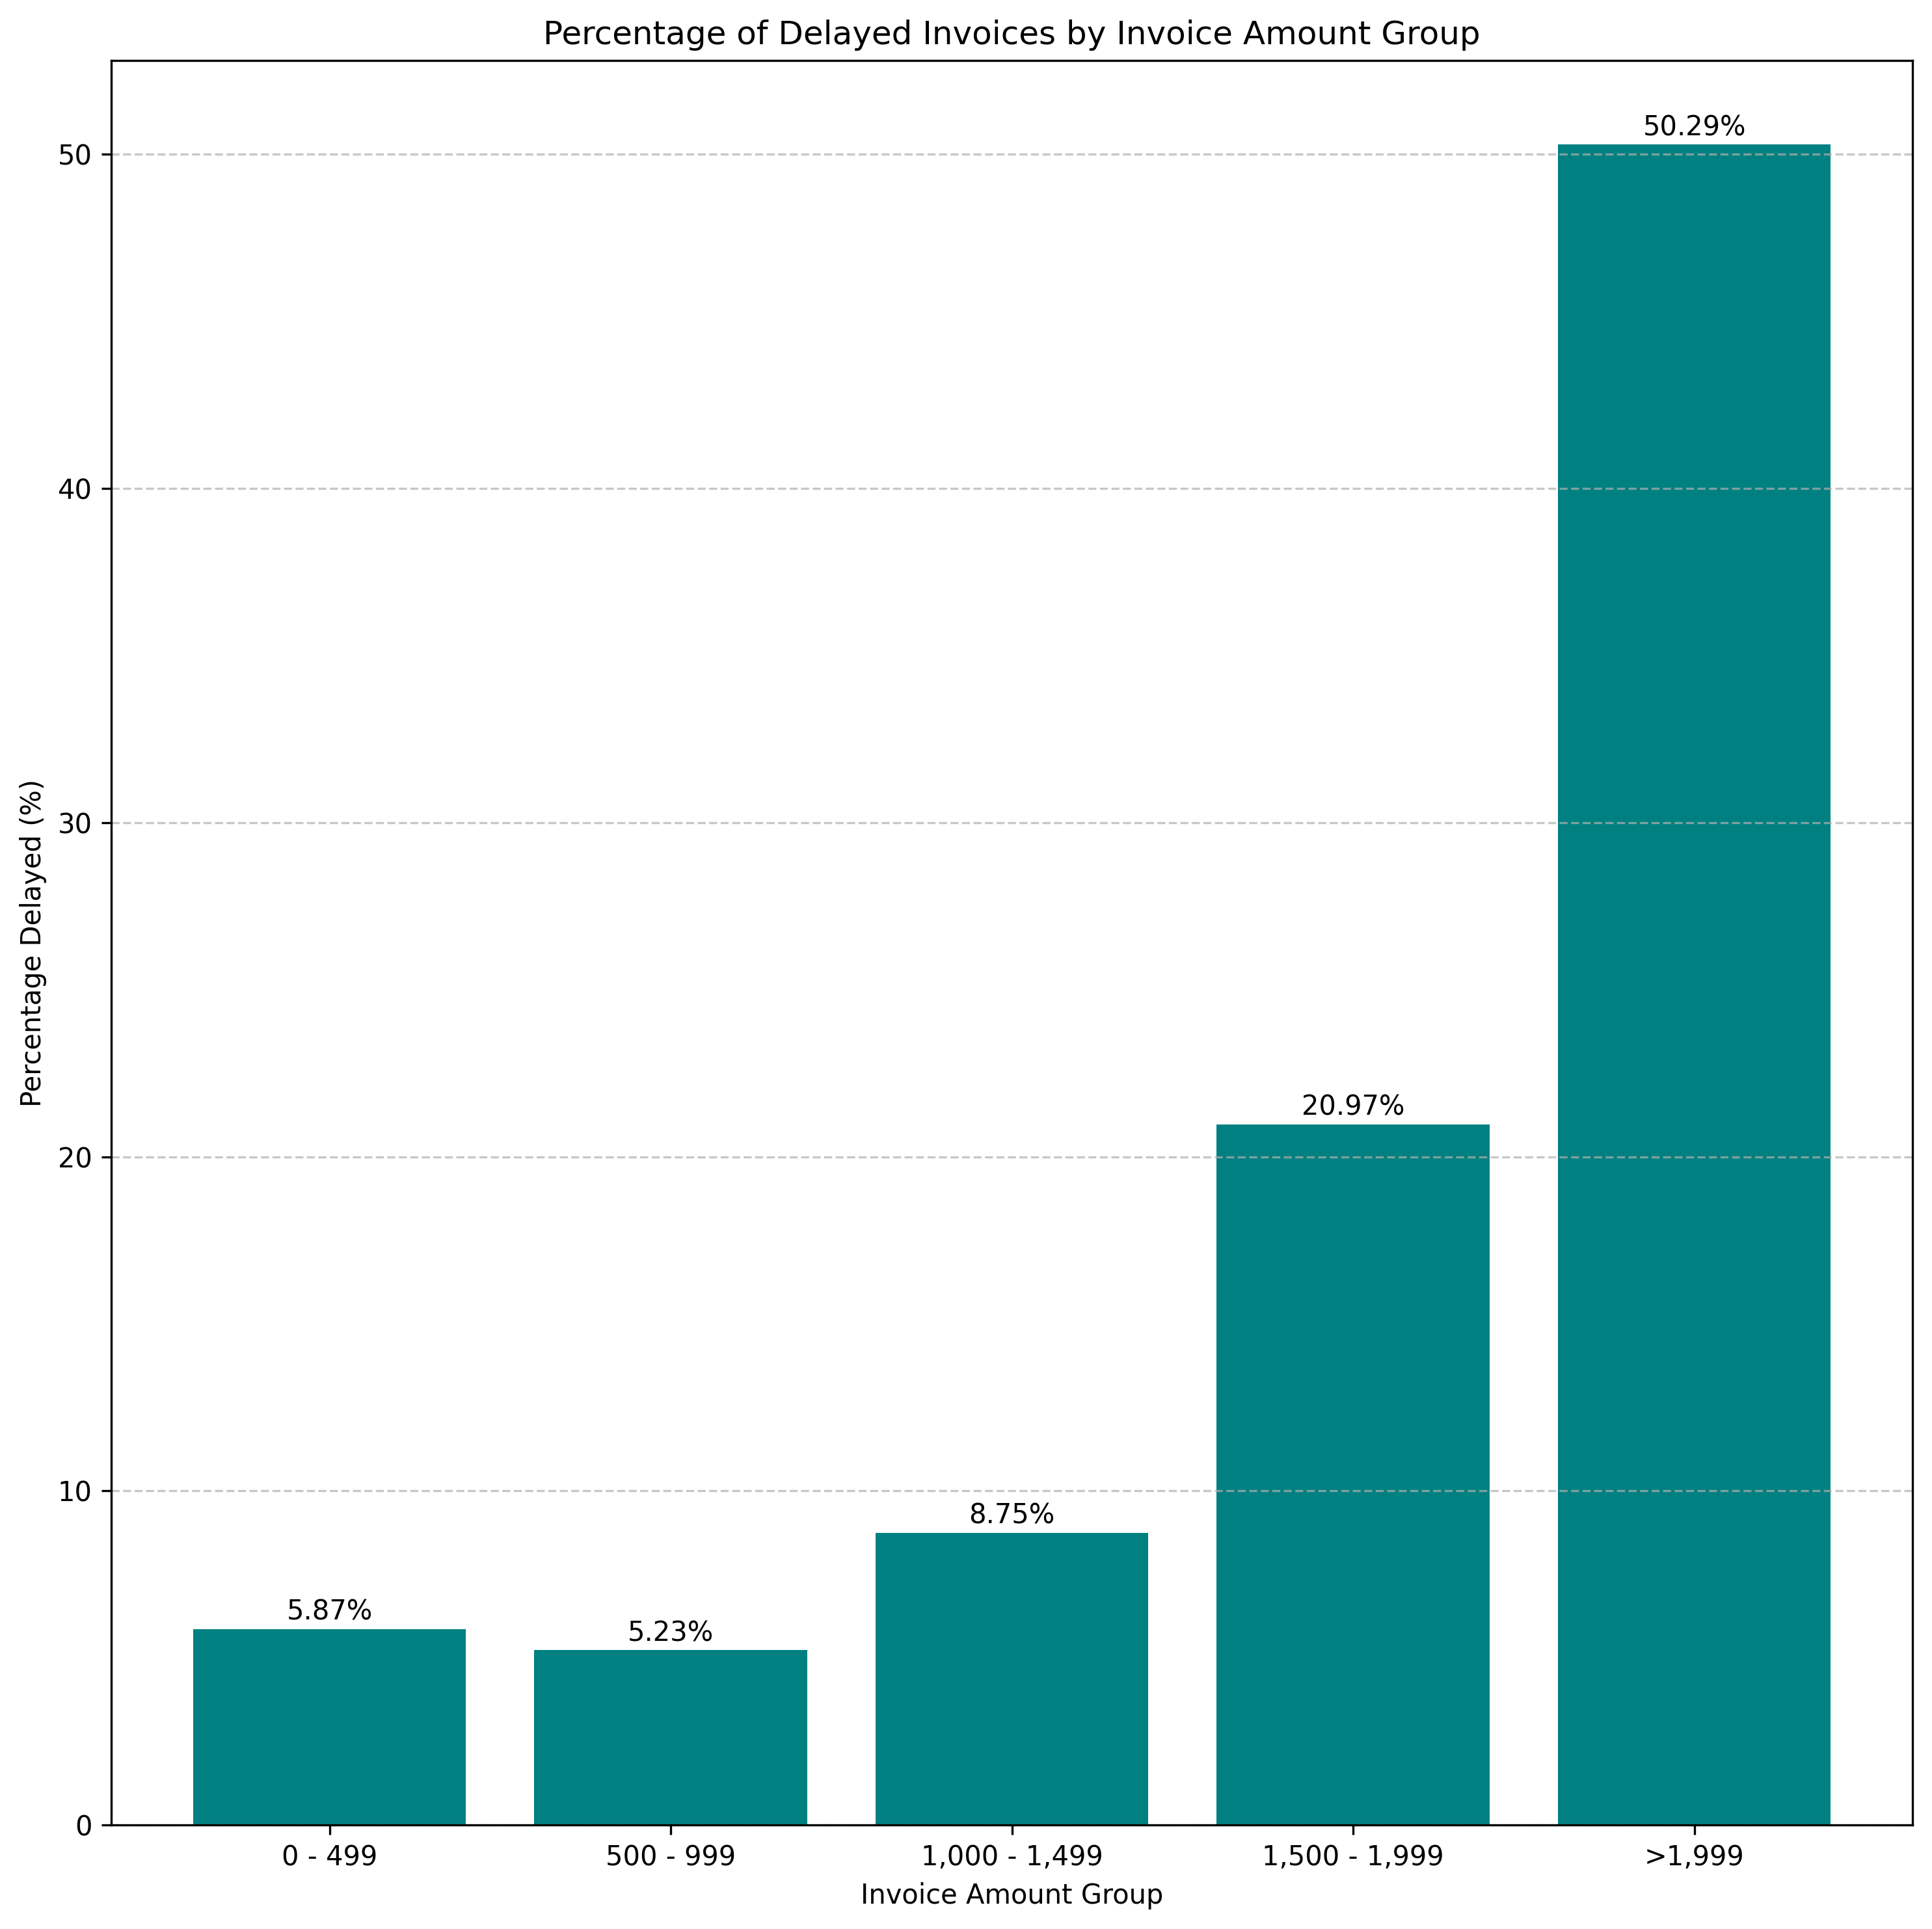 Percentage of Delayed Invoices by Invoice Amount Group
Percentage Delayed (%)
50
40
30
20
10
0
5.87%
5.23%
8.75%
20.97%
50.29%
0 - 499
500 - 999
1,000 - 1,499
1,500 - 1,999
>1,999
Invoice Amount Group